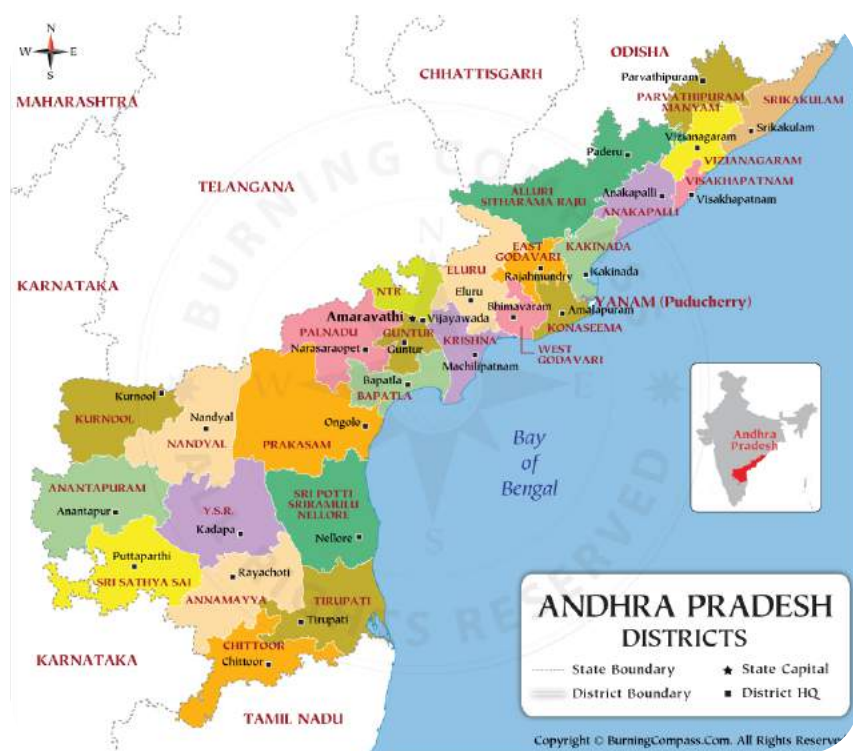 N
W E
S
ODISHA
CHHATTISGARH
MAHARASHTRA
TELANGANA
KARNATAKA
Parvathipuram
PARVATHIPURAM
MANYAM
SRIKAKULAM
Srikakulam
Vizianagaram
VIZIANAGARAM
Paderu
ALLURI
SITHARAMA RAJU
VISAKHAPATNAM
Visakhapatnam
Anakapalli
ANAKAPALLI
EAST
GODAVARI
Rajahmundry
KAKINADA
Kakinada
ELURU
Eluru
YANAM (Puducherry)
NTR
Bhimavaram
Amalapuram
KONASEEMA
Amaravathi
Vijayawada
PALNADU
GUNTUR
Guntur
KRISHNA
WEST
GODAVARI
Narasaraopet
Machilipatnam
Bapatla
BAPATLA
Kurnool
KURNOOL
Nandyal
NANDYAL
Ongole
PRAKASAM
Bay
of
Bengal
Andhra
Pradesh
ANANTAPURAM
Anantapur
Y.S.R.
Kadapa
SRI POTTI
SRIRAMULU
NELLORE
Nellore
Puttaparthi
SRI SATHYA SAI
Rayachoti
ANNAMAYYA
TIRUPATI
Tirupati
CHITTOOR
Chittoor
KARNATAKA
TAMIL NADU
ANDHRA PRADESH
DISTRICTS
State Boundary
State Capital
District Boundary
District HQ
Copyright © BurningCompass.Com. All Rights Reserve
BURNING COMPASS
N
W
S
RIGHTS RESERVED